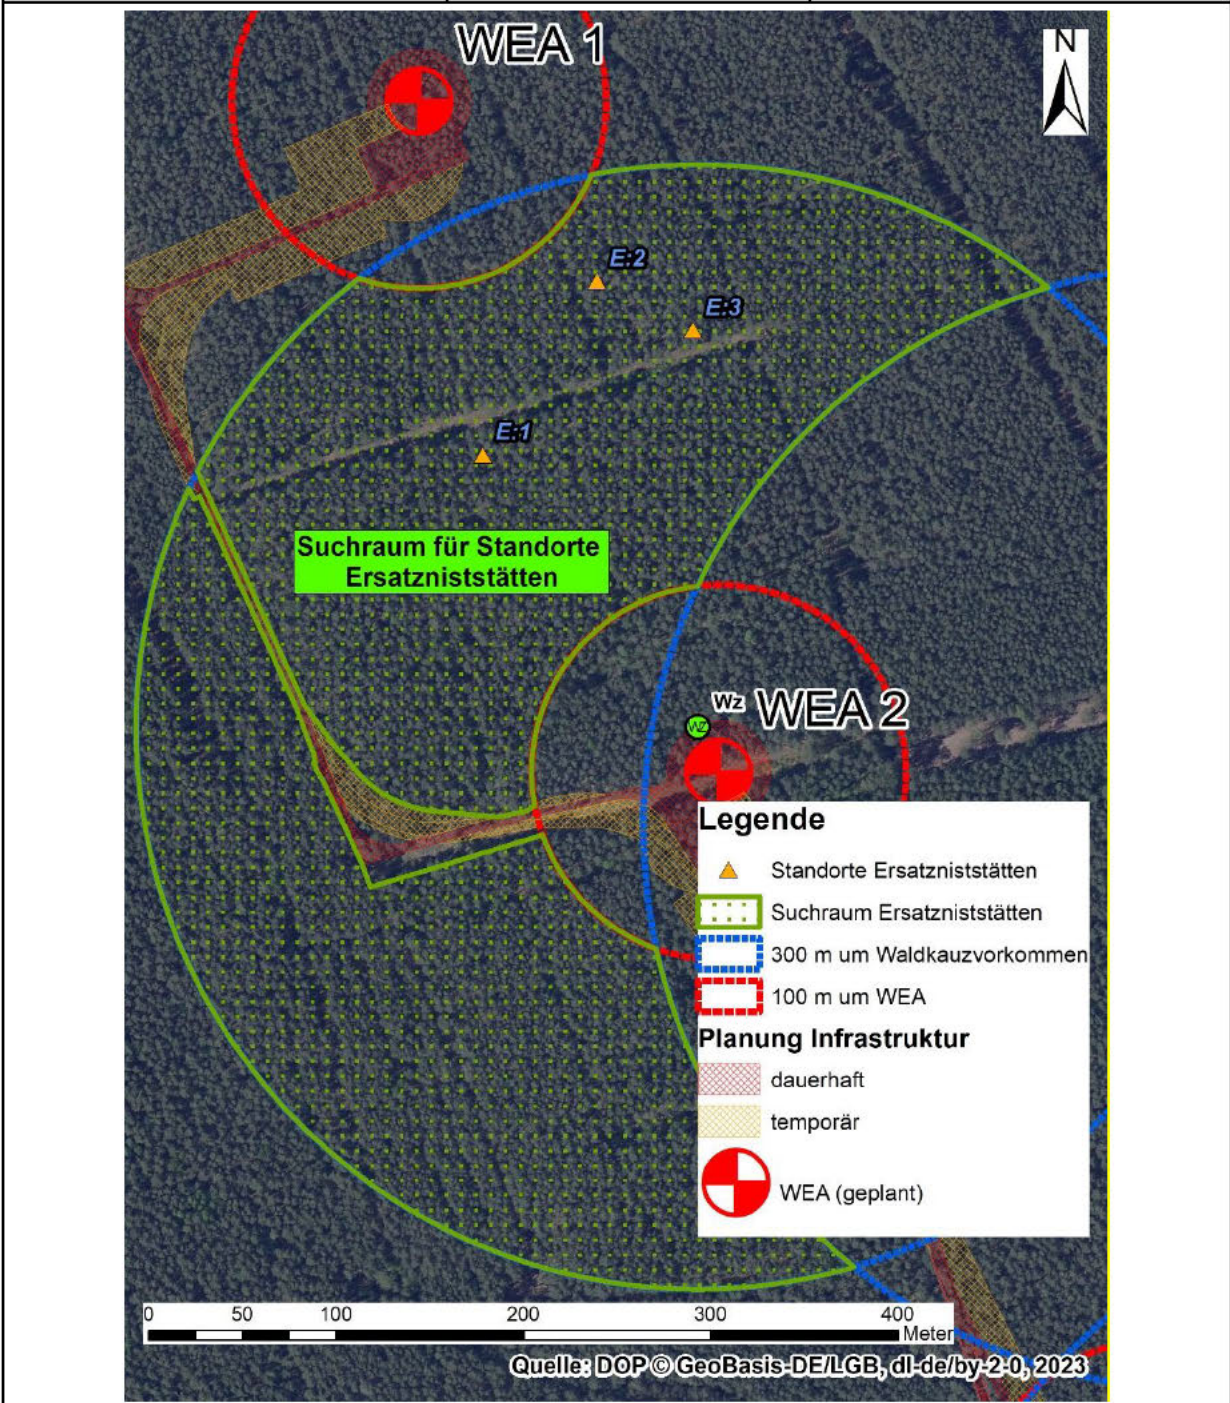 WEA 1
N
E:2
E:3
E:1
Suchraum für Standorte
Ersatzniststätten
Wz
WZ
WEA 2
Legende
Standorte Ersatzniststätten
Suchraum Ersatzniststätten
300 m um Waldkauzvorkommen
100 m um WEA
Planung Infrastruktur
dauerhaft
temporär
WEA (geplant)
0 50 100 200 300 400
Meter
Quelle: DOP © GeoBasis-DE/LGB, dl-de/by-2-0, 2023